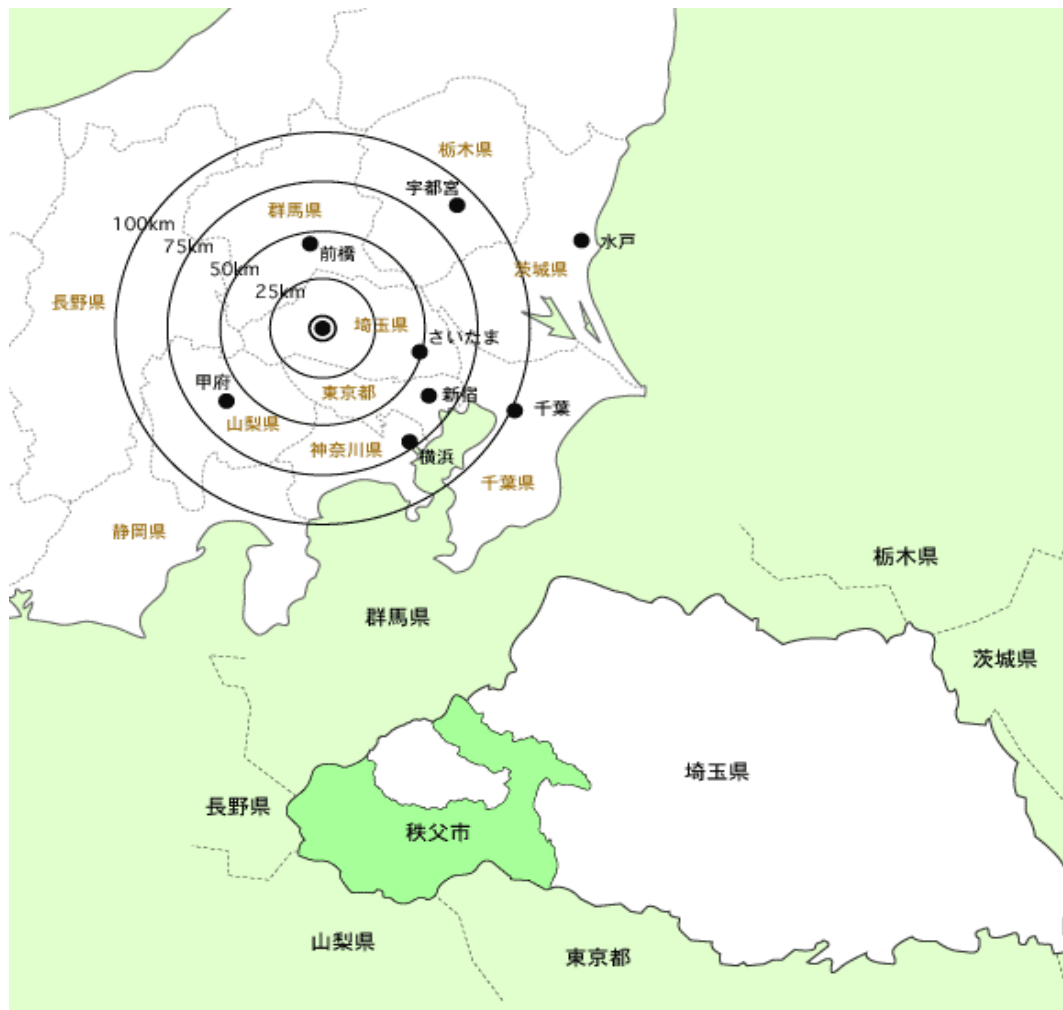 栃木県
宇都宮
群馬県
100km
水戸
75km
前橋
50km
茨城県
25km
長野県
埼玉県
さいたま
甲府
東京都
新宿
千葉
山梨県
神奈川県
横浜
千葉県
静岡県
栃木県
群馬県
茨城県
埼玉県
長野県
秩父市
山梨県
東京都